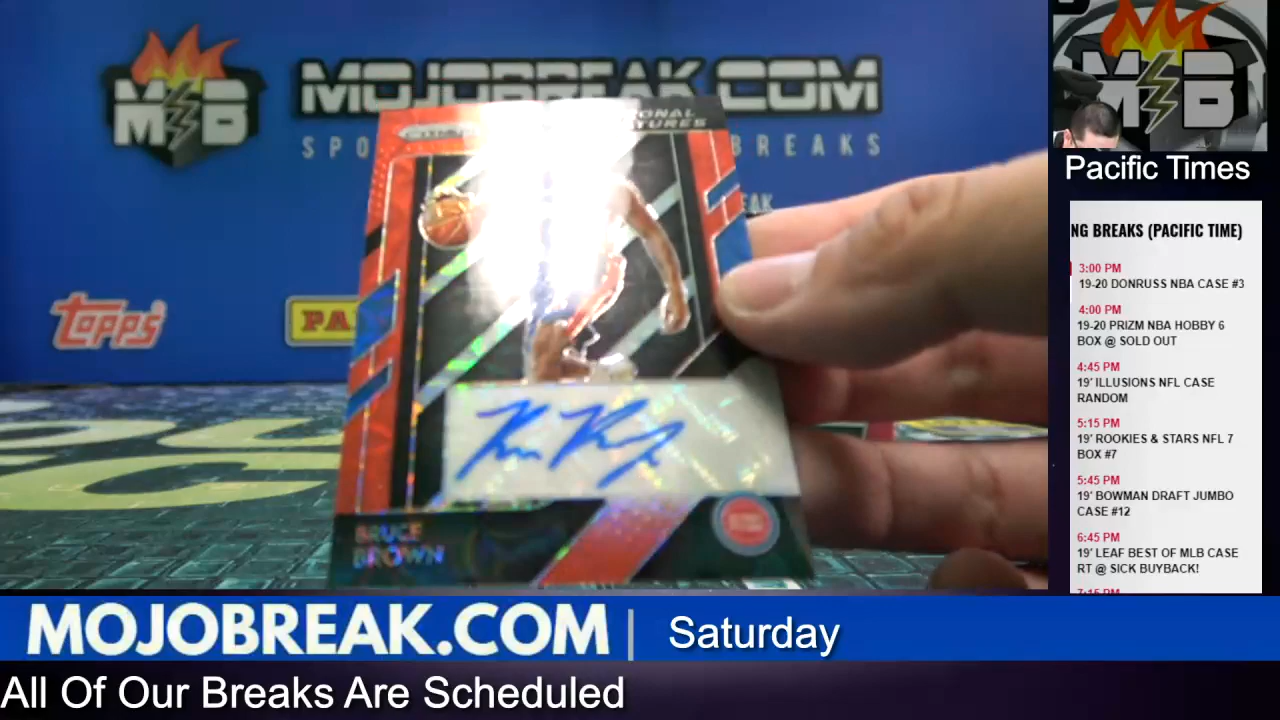 MB
MOJOBREAK.COM
SPO
BREAKS
AK
topps
PA
BRUCE
BROWN
Pacific Times
NG BREAKS (PACIFIC TIME)
3:00 PM
19-20 DONRUSS NBA CASE #3
4:00 PM
19-20 PRIZM NBA HOBBY 6
BOX @ SOLD OUT
4:45 PM
19' ILLUSIONS NFL CASE
RANDOM
5:15 PM
19' ROOKIES & STARS NFL 7
BOX #7
5:45 PM
19' BOWMAN DRAFT JUMBO
CASE #12
6:45 PM
19' LEAF BEST OF MLB CASE
RT @ SICK BUYBACK!
7:15 PM
MOJOBREAK.COM | Saturday
All Of Our Breaks Are Scheduled